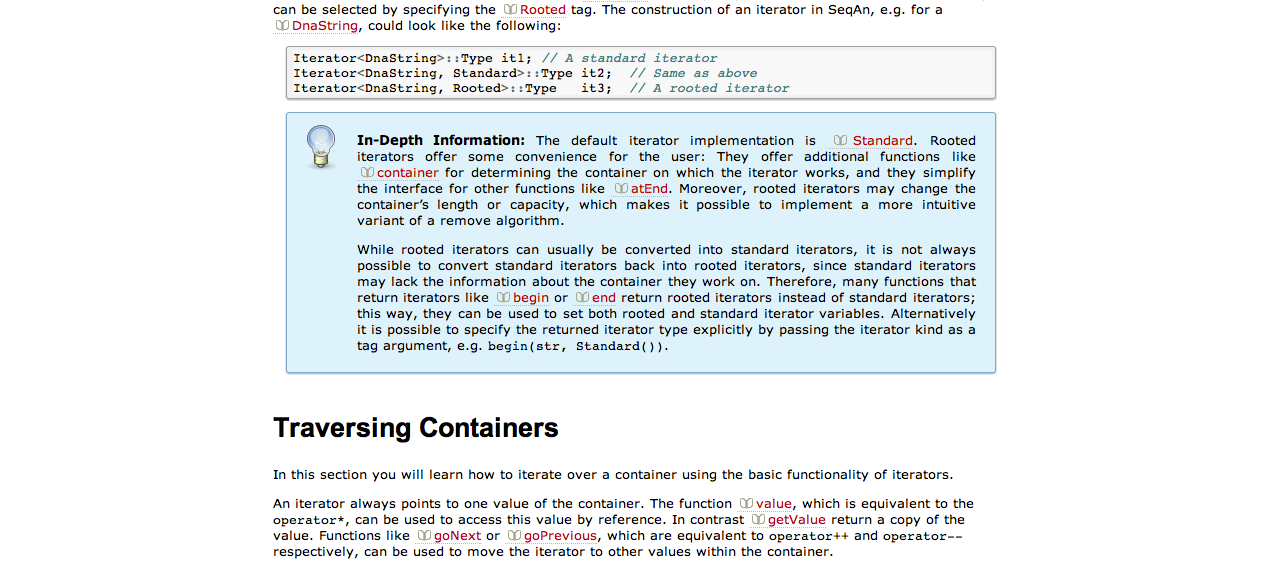 can be selected by specifying the Rooted tag. The construction of an iterator in SeqAn, e.g. for a
DnaString, could look like the following:
Iterator<DnaString>::Type it1; // A standard iterator
Iterator<DnaString, Standard>::Type it2;  // Same as above
Iterator<DnaString, Rooted>::Type   it3;  // A rooted iterator
In-Depth Information: The default iterator implementation is Standard. Rooted
iterators offer some convenience for the user: They offer additional functions like
container for determining the container on which the iterator works, and they simplify
the interface for other functions like atEnd. Moreover, rooted iterators may change the
container’s length or capacity, which makes it possible to implement a more intuitive
variant of a remove algorithm.
While rooted iterators can usually be converted into standard iterators, it is not always
possible to convert standard iterators back into rooted iterators, since standard iterators
may lack the information about the container they work on. Therefore, many functions that
return iterators like begin or end return rooted iterators instead of standard iterators;
this way, they can be used to set both rooted and standard iterator variables. Alternatively
it is possible to specify the returned iterator type explicitly by passing the iterator kind as a
tag argument, e.g. begin(str, Standard()).
Traversing Containers
In this section you will learn how to iterate over a container using the basic functionality of iterators.
An iterator always points to one value of the container. The function value, which is equivalent to the
operator*, can be used to access this value by reference. In contrast getValue return a copy of the
value. Functions like goNext or goPrevious, which are equivalent to operator++ and operator--
respectively, can be used to move the iterator to other values within the container.